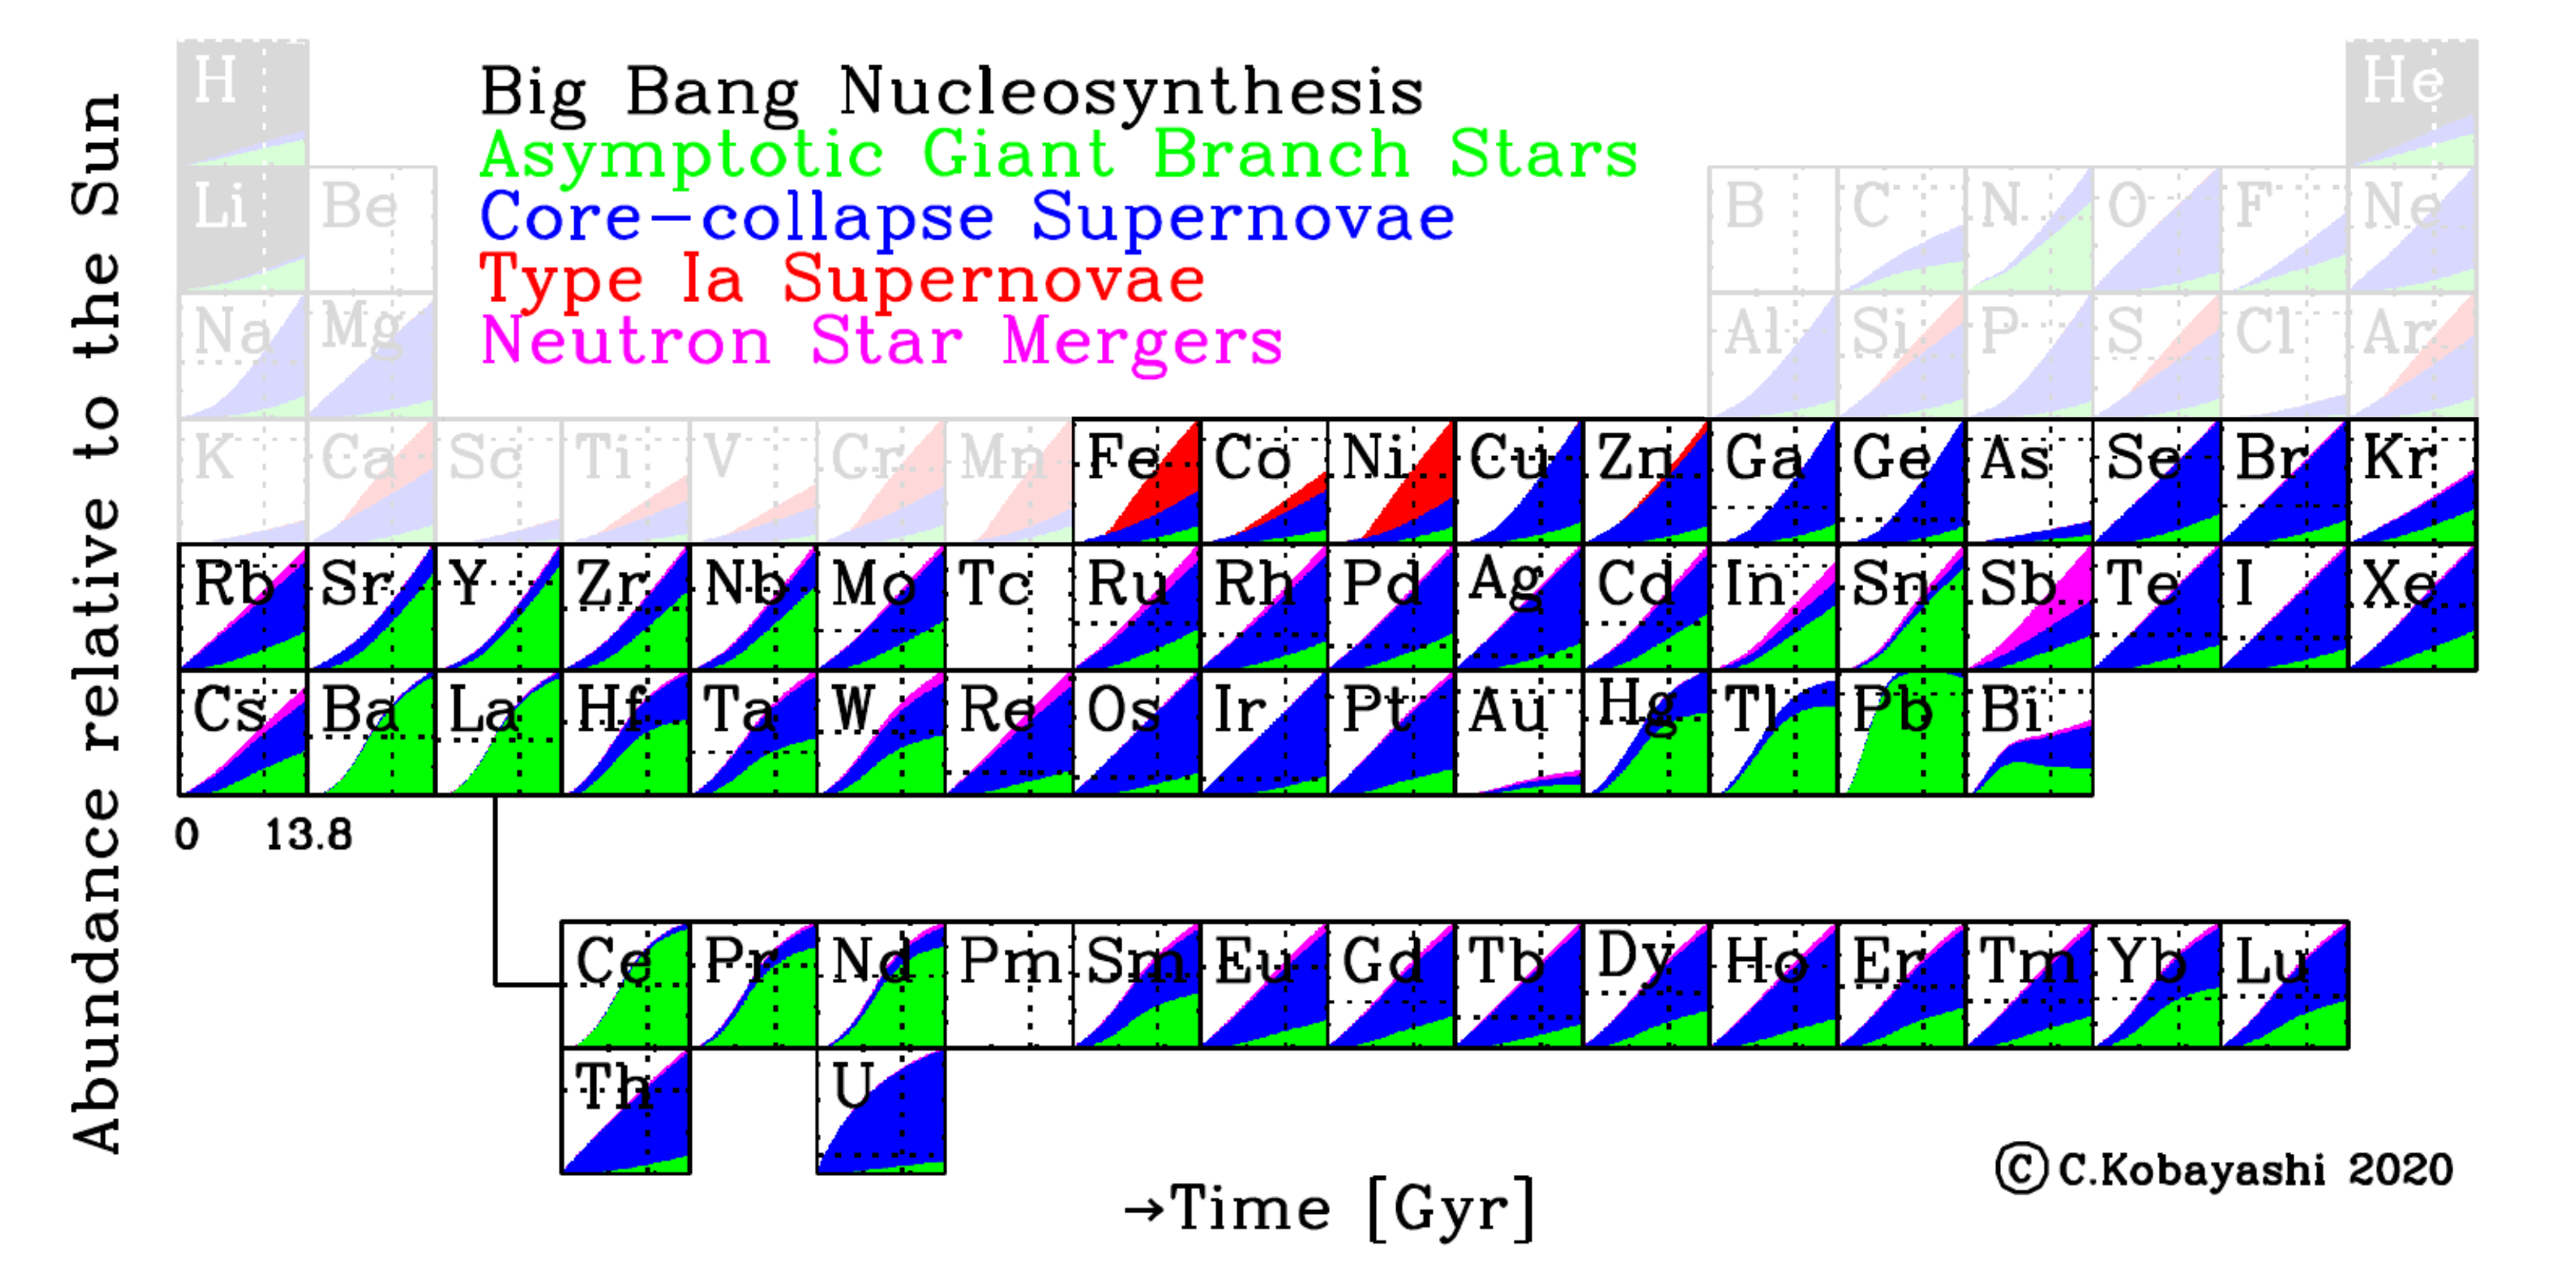 H
He
Big Bang Nucleosynthesis
Asymptotic Giant Branch Stars
Core-collapse Supernovae
Type Ia Supernovae
Neutron Star Mergers
Li Be B C N O F Ne
Na Mg Al Si P S Cl Ar
K Ca Sc Ti V Cr Mn Fe Co Ni Cu Zn Ga Ge As Se Br Kr
Rb Sr Y Zr Nb Mo Tc Ru Rh Pd Ag Cd In Sn Sb Te I Xe
Cs Ba La Hf Ta W Re Os Ir Pt Au Hg Tl Pb Bi
0 13.8
Ce Pr Nd Pm Sm Eu Gd Tb Dy Ho Er Tm Yb Lu
Th U
Abundance relative to the Sun
→Time [Gyr]
©C.Kobayashi 2020